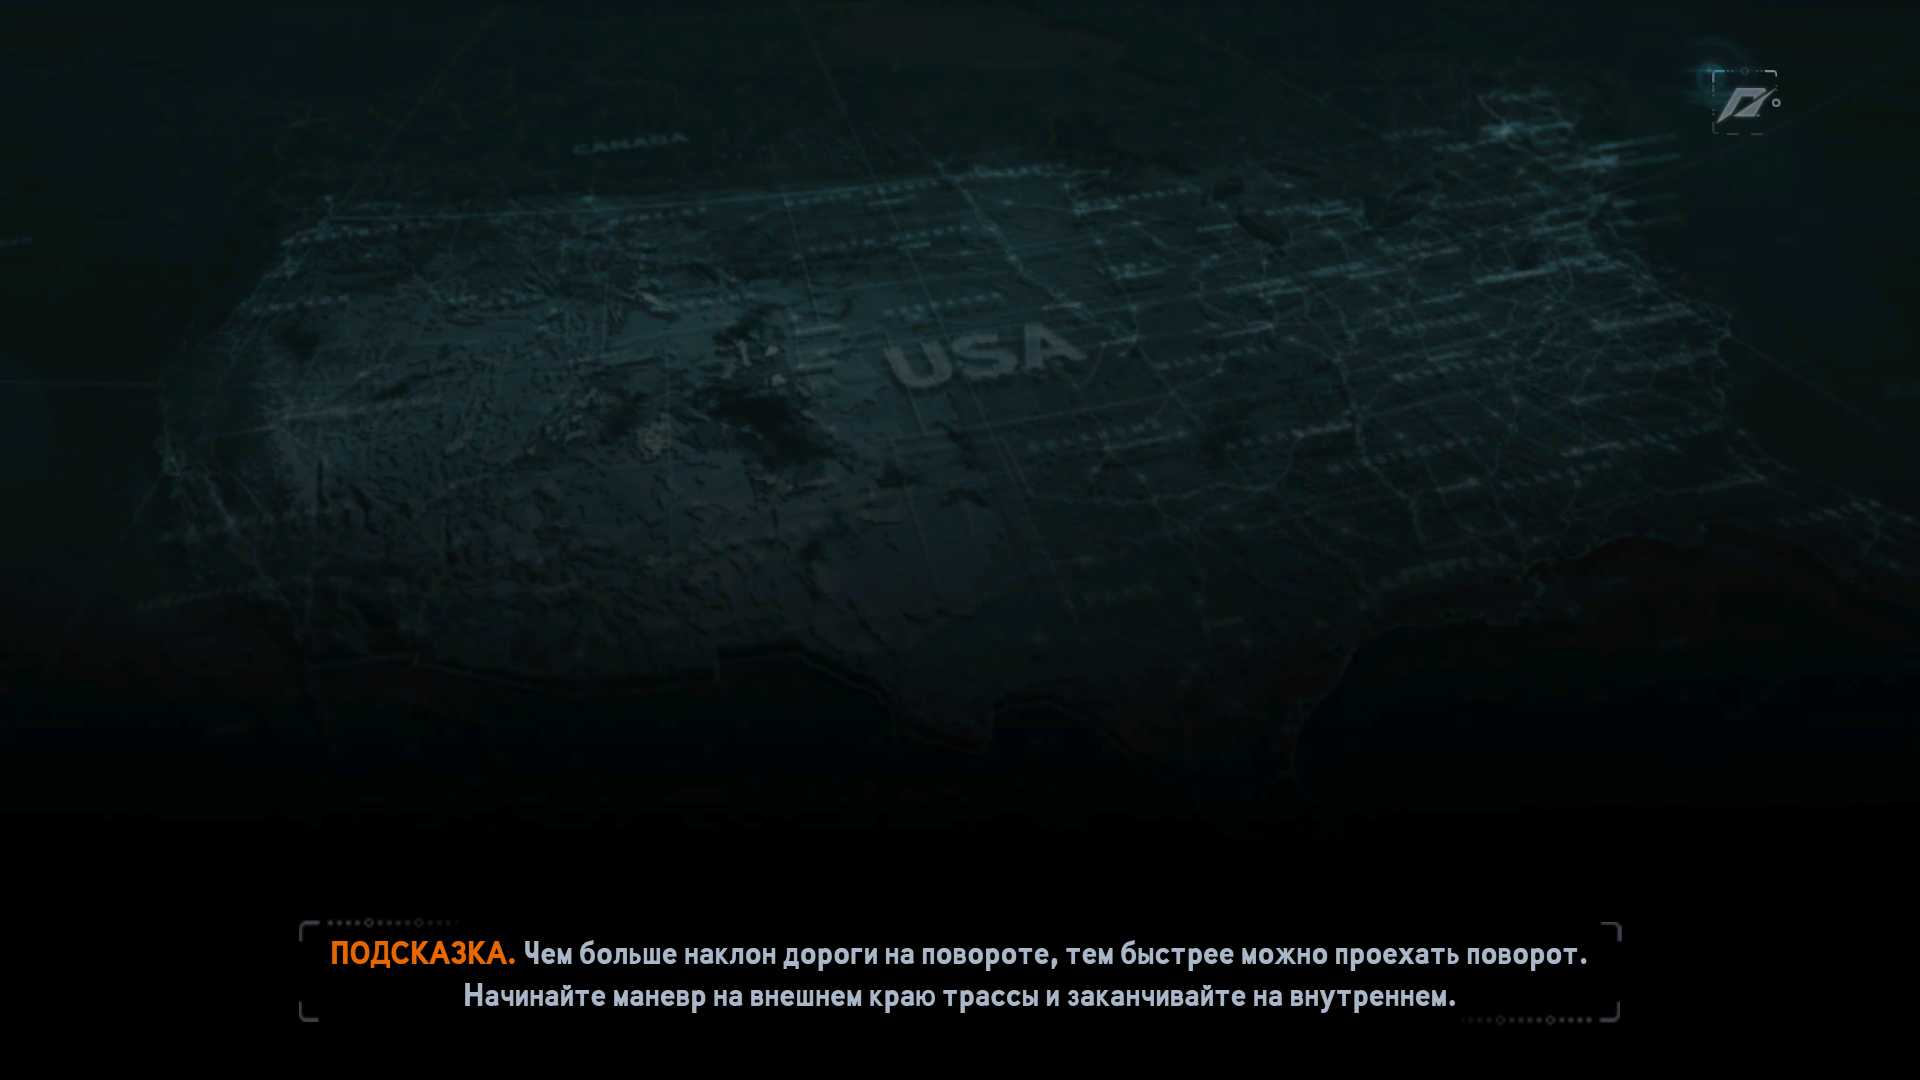 CANADA
USA
ПОДСКАЗКА. Чем больше наклон дороги на повороте, тем быстрее можно проехать поворот.
Начинайте маневр на внешнем краю трассы и заканчивайте на внутреннем.